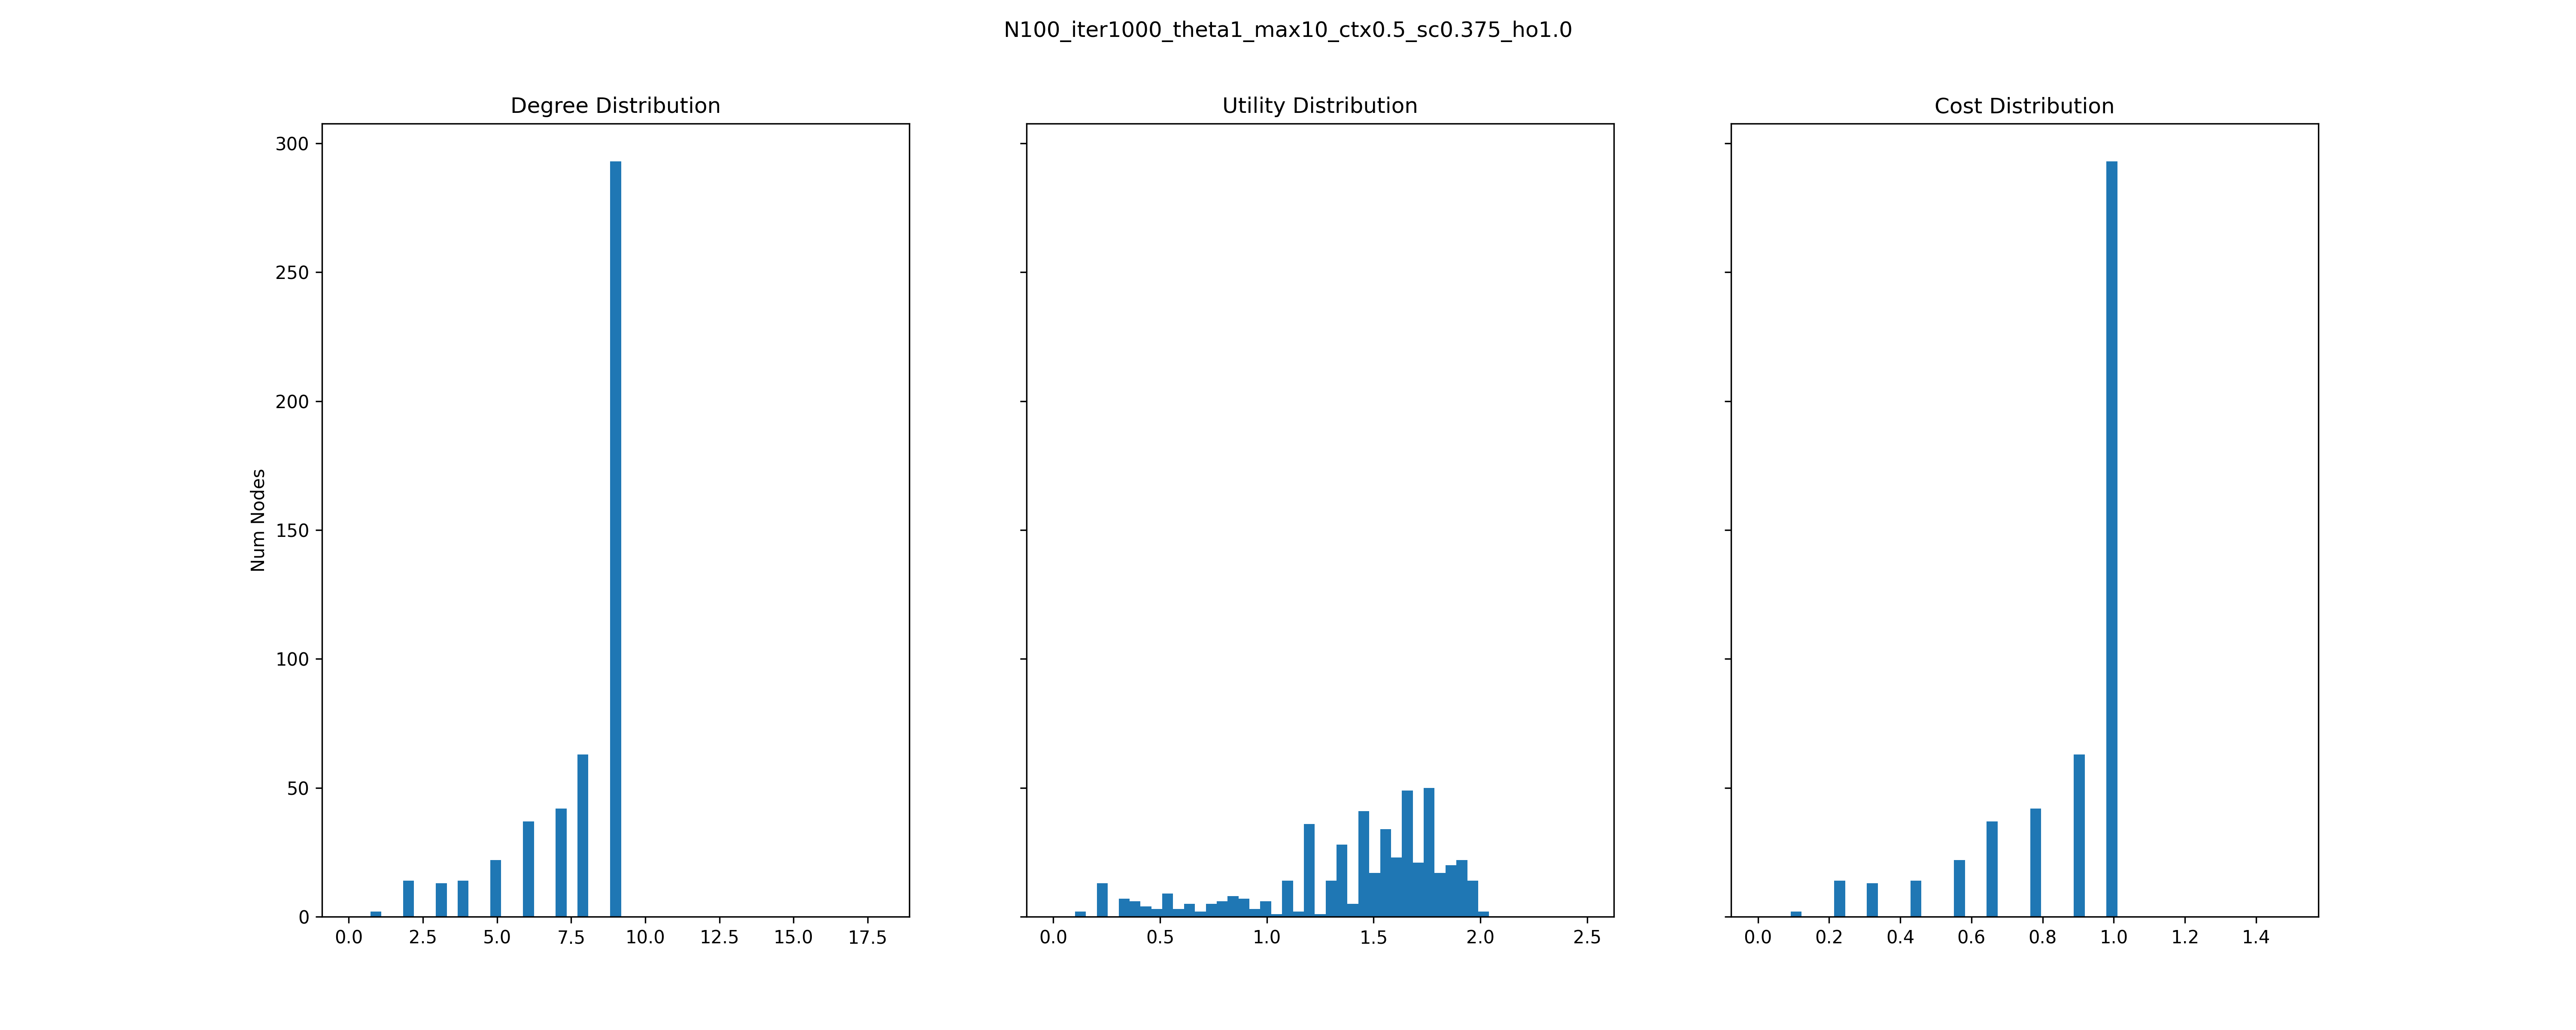 N100_iter1000_theta1_max10_ctx0.5_sc0.375_ho1.0
Degree Distribution
Utility Distribution
Cost Distribution
Num Nodes
300
250
200
150
100
50
0
0.0 2.5 5.0 7.5 10.0 12.5 15.0 17.5
0.0 0.5 1.0 1.5 2.0 2.5
0.0 0.2 0.4 0.6 0.8 1.0 1.2 1.4